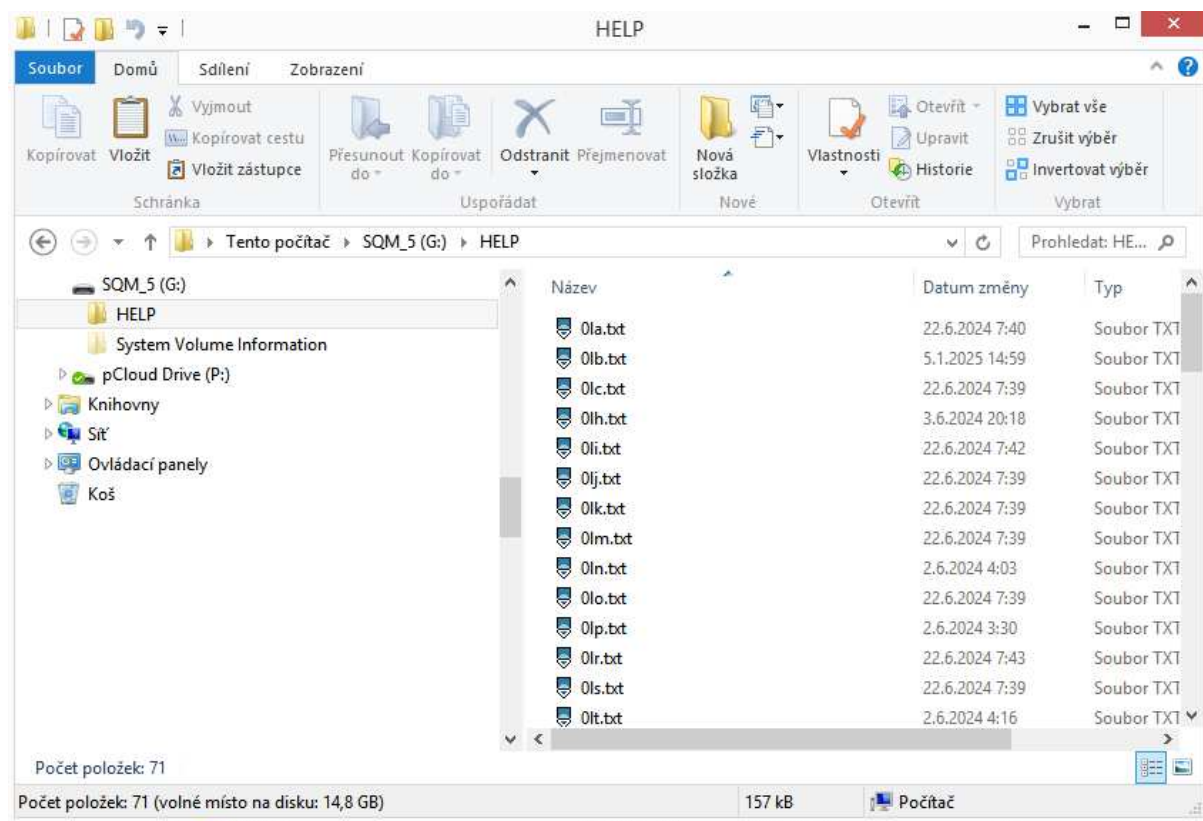 HELP
Soubor Domů Sdílení Zobrazení
Kopírovat
Vložit
Vyjmout
Kopírovat cestu
Vložit zástupce
Schránka
Přesunout do
Kopírovat do
Odstranit
Přejmenovat
Uspořádat
Nová složka
Nové
Vlastnosti
Otevřít
Upravit
Historie
Otevřít
Vybrat vše
Zrušit výběr
Invertovat výběr
Vybrat
Tento počítač SQM_5 (G:) HELP
Prohledat: HE...
SQM_5 (G:)
HELP
System Volume Information
pCloud Drive (P:)
Knihovny
Síť
Ovládací panely
Koš
Název Datum změny Typ
0la.txt 22.6.2024 7:40 Soubor TXT
0lb.txt 5.1.2025 14:59 Soubor TXT
0lc.txt 22.6.2024 7:39 Soubor TXT
0lh.txt 3.6.2024 20:18 Soubor TXT
0li.txt 22.6.2024 7:42 Soubor TXT
0lj.txt 22.6.2024 7:39 Soubor TXT
0lk.txt 22.6.2024 7:39 Soubor TXT
0lm.txt 22.6.2024 7:39 Soubor TXT
0ln.txt 2.6.2024 4:03 Soubor TXT
0lo.txt 22.6.2024 7:39 Soubor TXT
0lp.txt 2.6.2024 3:30 Soubor TXT
0lr.txt 22.6.2024 7:43 Soubor TXT
0ls.txt 22.6.2024 7:39 Soubor TXT
0lt.txt 2.6.2024 4:16 Soubor TXT
Počet položek: 71
Počet položek: 71 (volné místo na disku: 14,8 GB) 157 kB Počítač